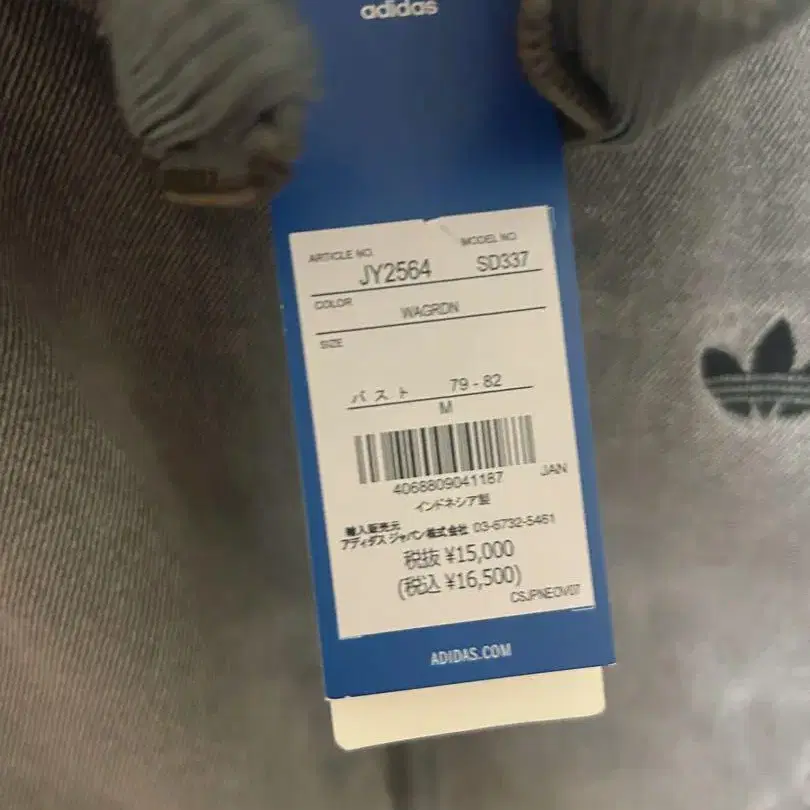 adidas
ARTICLE NO.
MODEL NO.
JY2564
SD337
COLOR
WAGRDN
SIZE
バスト 79 - 82
M
4068809041187
JAN
インドネシア製
輸入販売元
アディダス ジャパン株式会社 03-6732-5461
税抜 ¥15,000
(税込 ¥16,500)
CSJPNEOV07
ADIDAS.COM